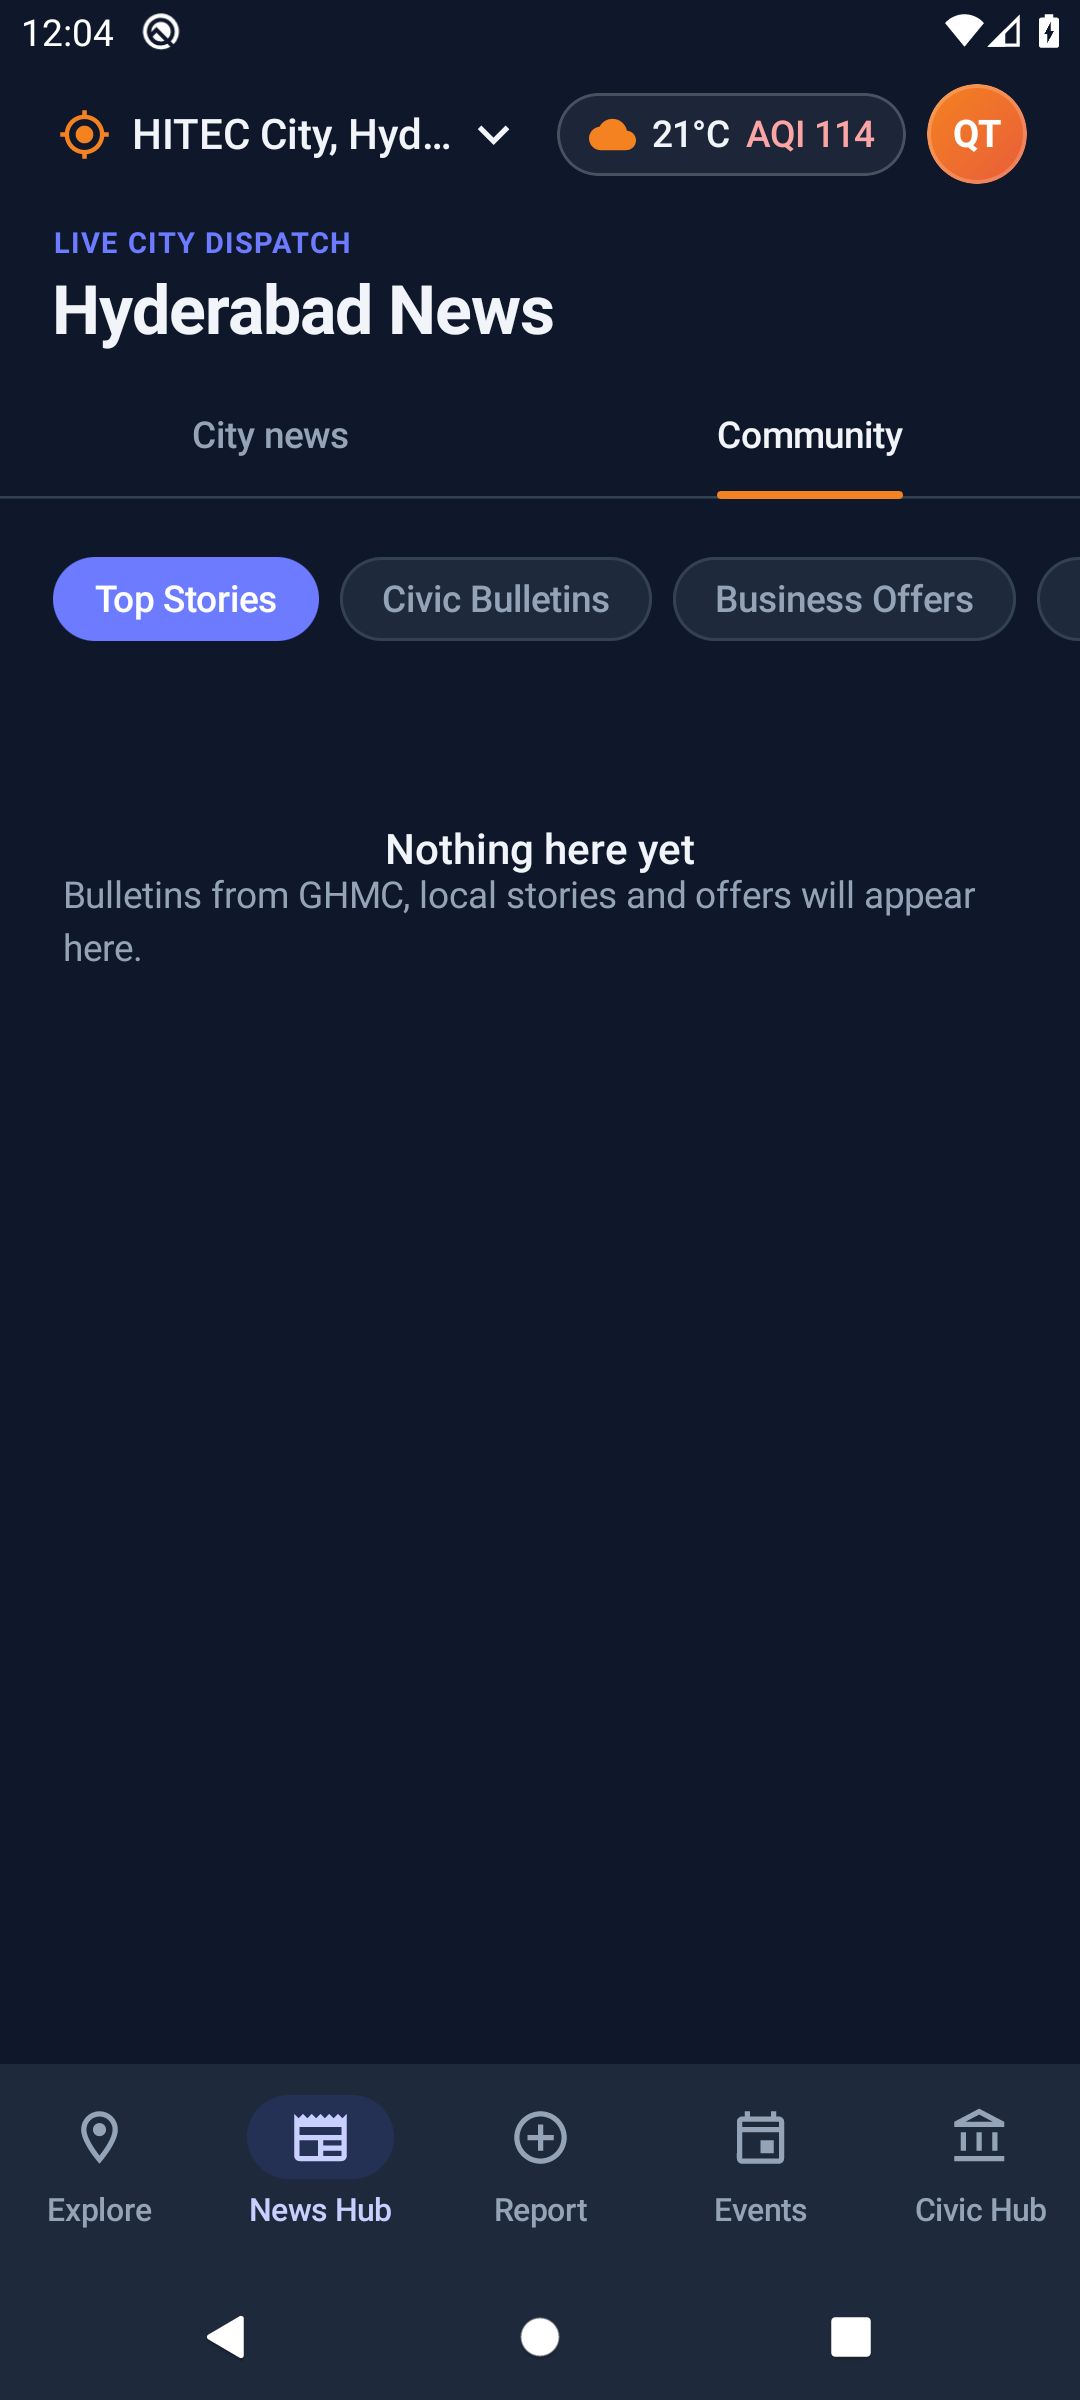 12:04
HITEC City, Hyd...
21°C AQI 114
QT
LIVE CITY DISPATCH
Hyderabad News
City news
Community
Top Stories
Civic Bulletins
Business Offers
Nothing here yet
Bulletins from GHMC, local stories and offers will appear
here.
Explore
News Hub
Report
Events
Civic Hub